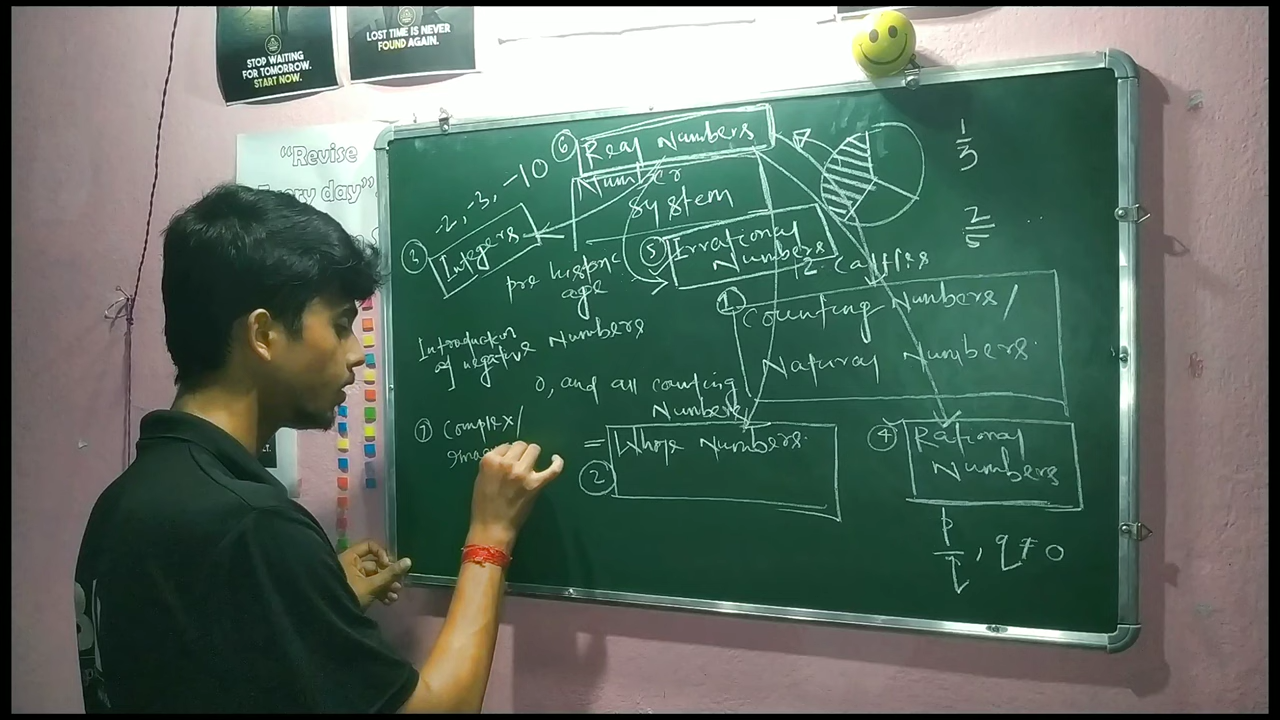 STOP WAITING
FOR TOMORROW.
START NOW.
LOST TIME IS NEVER
FOUND AGAIN.
"Revise
Every day"
6 Real Numbers
Number
System
-2, -3, -10
3 Integers
5 Irrational
Numbers
1/3
2/5 ..
pre
age
12
1 Counting Numbers/
Natural Numbers.
Introduction
of negative Numbers
0, and all counting
Numbers
= Whole Numbers.
2
4 Rational
Numbers
p/q, q ≠ 0
7 Complex/